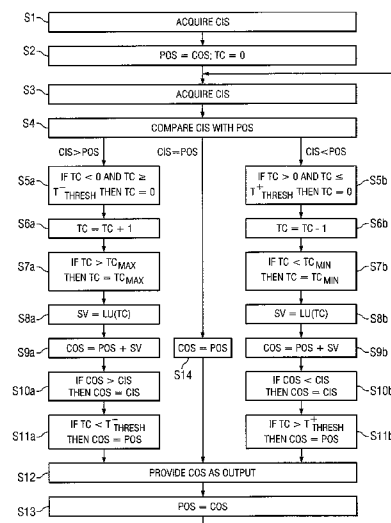 S1
ACQUIRE CIS
S2
POS = COS; TC = 0
S3
ACQUIRE CIS
S4
COMPARE CIS WITH POS
CIS>POS
CIS=POS
CIS<POS
S5a
IF TC < 0 AND TC ≥
T⁻THRESH THEN TC = 0
S6a
TC = TC + 1
S7a
IF TC > TCMAX
THEN TC = TCMAX
S8a
SV = LU(TC)
S9a
COS = POS + SV
S10a
IF COS > CIS
THEN COS = CIS
S11a
IF TC < T⁻THRESH
THEN COS = POS
COS = POS
S14
IF TC > 0 AND TC ≤
T⁺THRESH THEN TC = 0
S5b
TC = TC - 1
S6b
IF TC < TCMIN
THEN TC = TCMIN
S7b
SV = LU(TC)
S8b
COS = POS + SV
S9b
IF COS < CIS
THEN COS = CIS
S10b
IF TC > T⁺THRESH
THEN COS = POS
S11b
S12
PROVIDE COS AS OUTPUT
S13
POS = COS